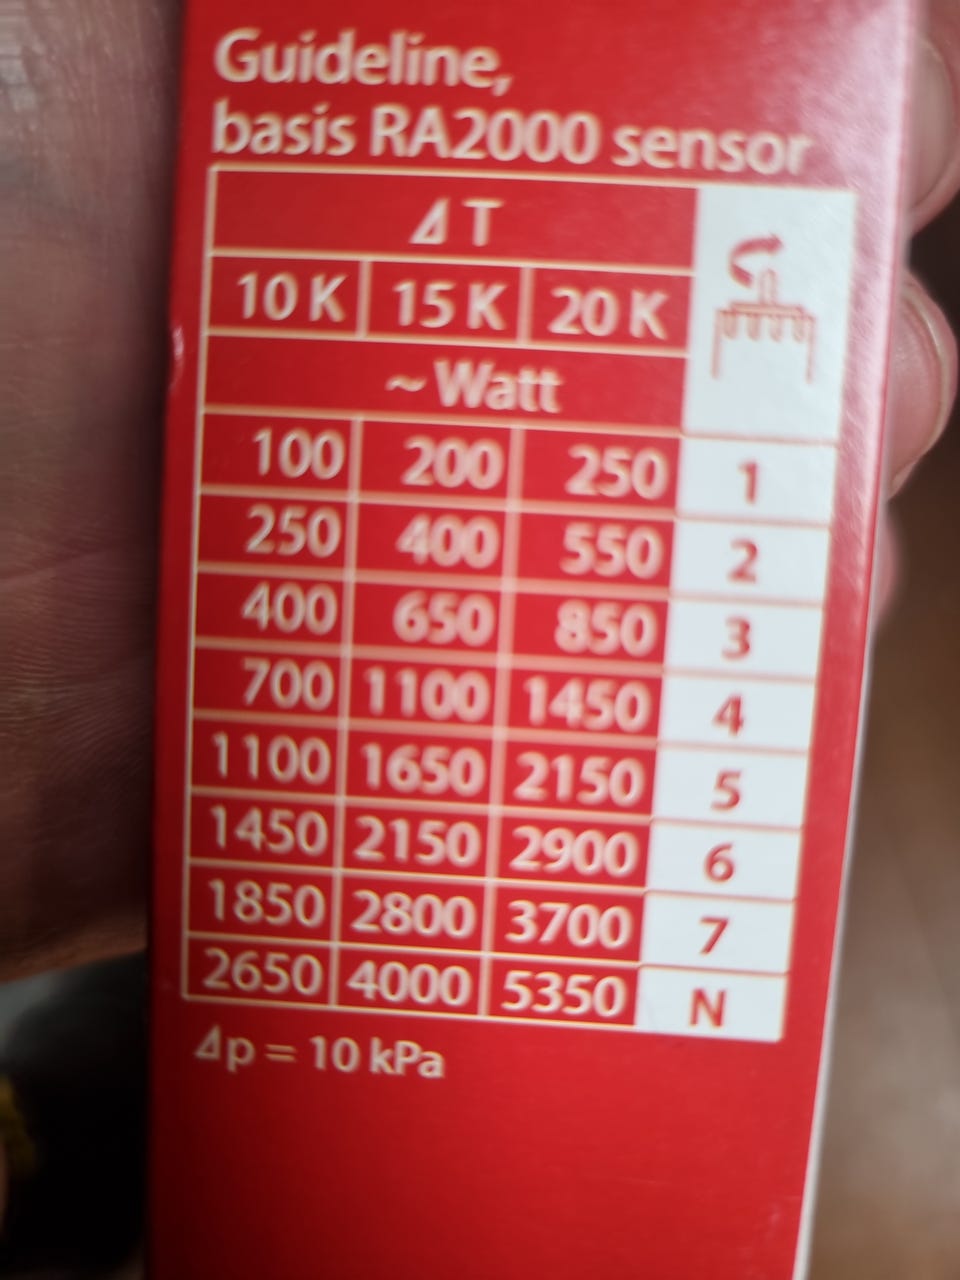 Guideline,
basis RA2000 sensor
ΔT
10 K 15 K 20 K
~ Watt
100 200 250 1
250 400 550 2
400 650 850 3
700 1100 1450 4
1100 1650 2150 5
1450 2150 2900 6
1850 2800 3700 7
2650 4000 5350 N
Δp = 10 kPa